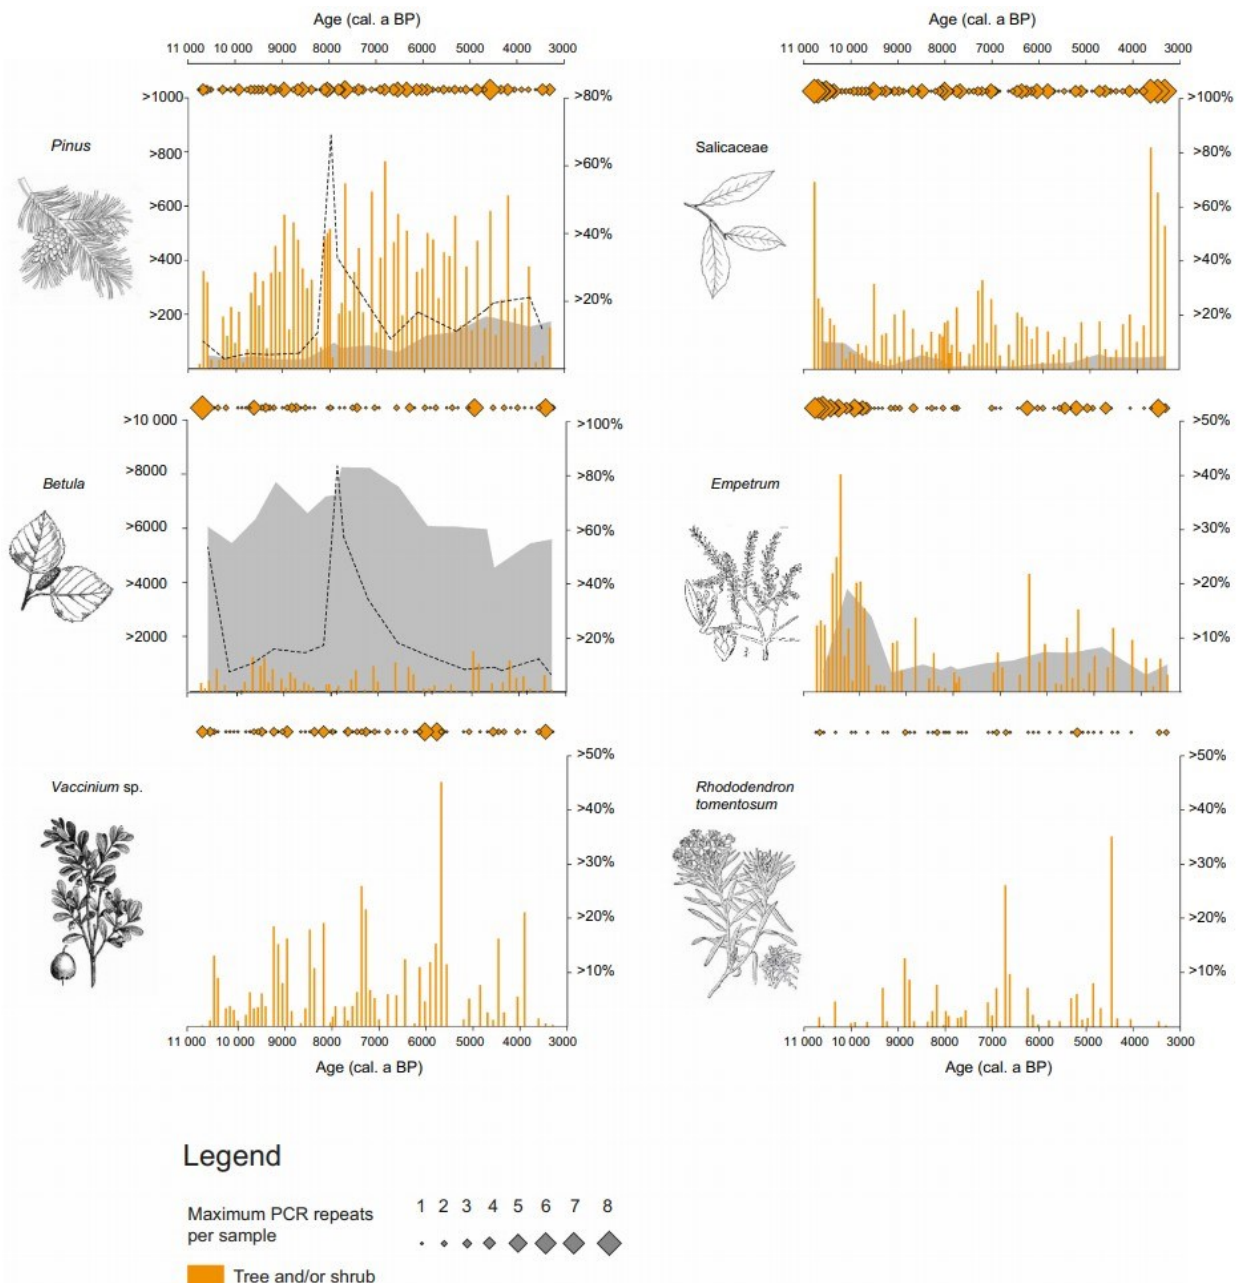 Age (cal. a BP)
Age (cal. a BP)
11 000 10 000 9000 8000 7000 6000 5000 4000 3000
11 000 10 000 9000 8000 7000 6000 5000 4000 3000
Pinus
>1000
>800
>600
>400
>200
>80%
>60%
>40%
>20%
Salicaceae
>100%
>80%
>60%
>40%
>20%
Betula
>10 000
>8000
>6000
>4000
>2000
>100%
>80%
>60%
>40%
>20%
Empetrum
>50%
>40%
>30%
>20%
>10%
Vaccinium sp.
>50%
>40%
>30%
>20%
>10%
Rhododendron
tomentosum
>50%
>40%
>30%
>20%
>10%
11 000 10 000 9000 8000 7000 6000 5000 4000 3000
11 000 10 000 9000 8000 7000 6000 5000 4000 3000
Age (cal. a BP)
Age (cal. a BP)
Legend
Maximum PCR repeats
per sample
1 2 3 4 5 6 7 8
Tree and/or shrub